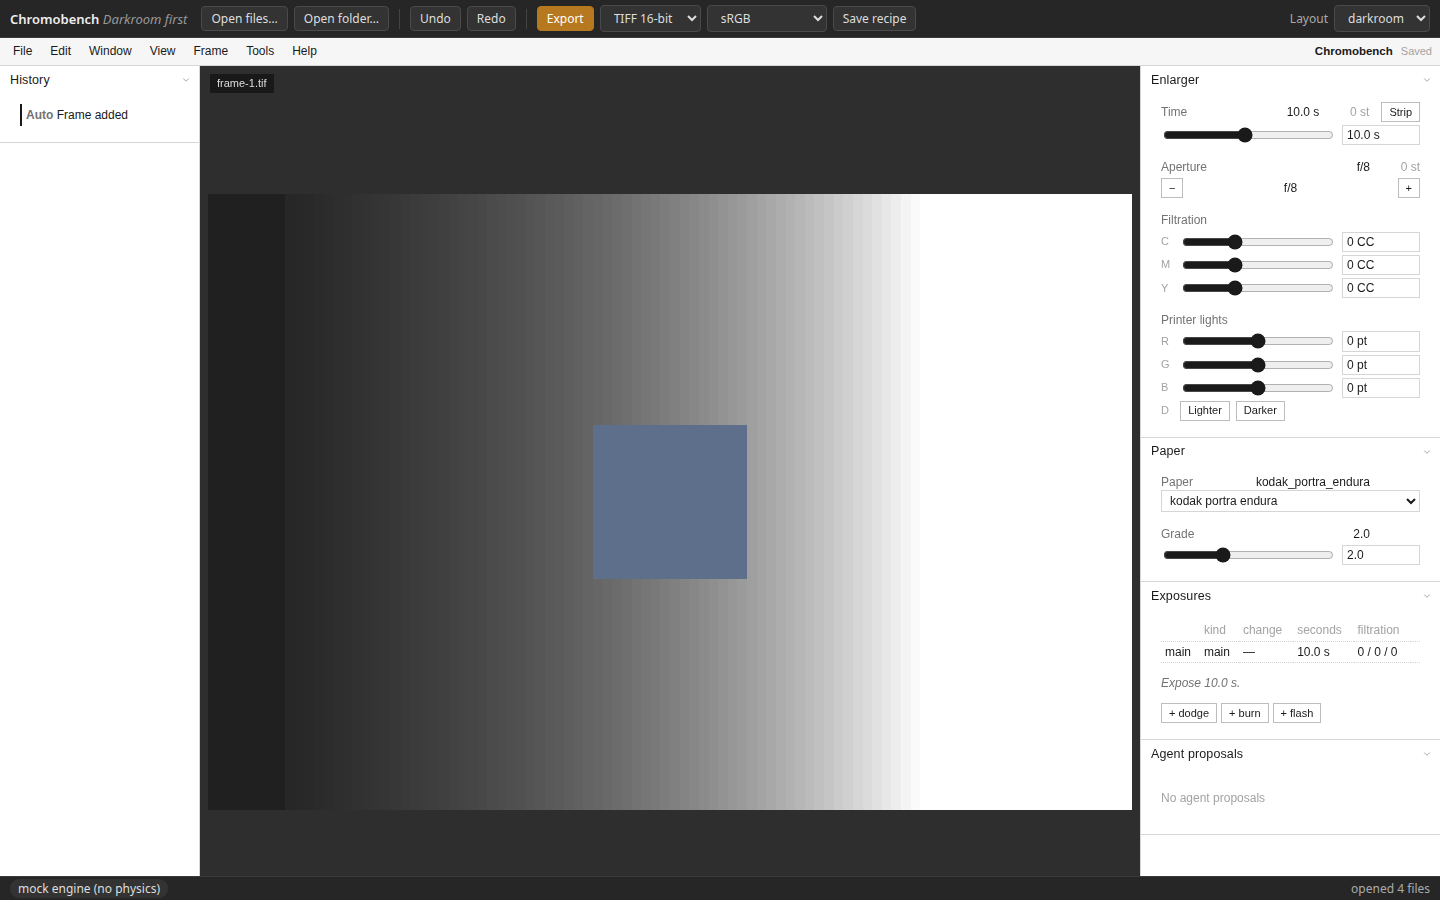 Chromobench Darkroom first Open files... Open folder... Undo Redo Export TIFF 16-bit sRGB Save recipe Layout darkroom
File Edit Window View Frame Tools Help Chromobench Saved
History
Auto Frame added
frame-1.tif
Enlarger
Time 10.0 s 0 st Strip
10.0 s
Aperture f/8 0 st
− f/8 +
Filtration
C 0 CC
M 0 CC
Y 0 CC
Printer lights
R 0 pt
G 0 pt
B 0 pt
D Lighter Darker
Paper
Paper kodak_portra_endura
kodak portra endura
Grade 2.0
2.0
Exposures
kind change seconds filtration
main main — 10.0 s 0 / 0 / 0
Expose 10.0 s.
+ dodge + burn + flash
Agent proposals
No agent proposals
mock engine (no physics) opened 4 files